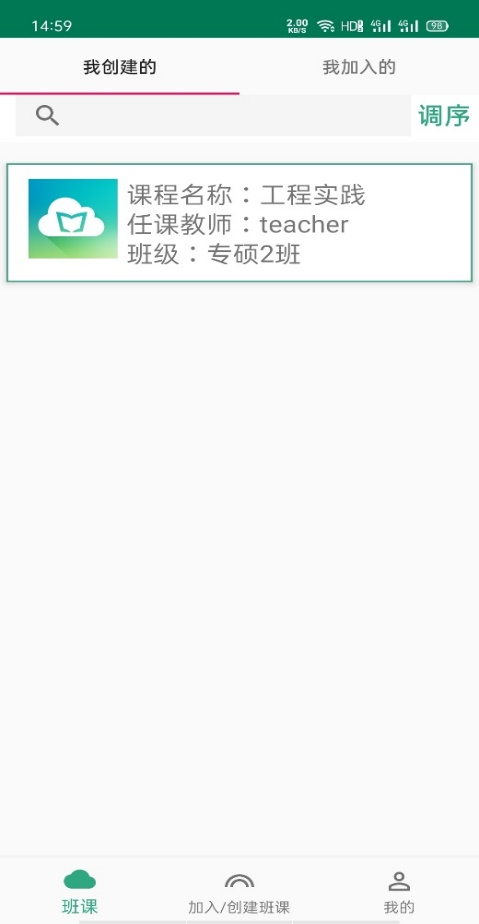 14:59
2.00 KB/S HD 4G 4G 98
我创建的 我加入的
调序
课程名称：工程实践
任课教师：teacher
班级：专硕2班
班课 加入/创建班课 我的